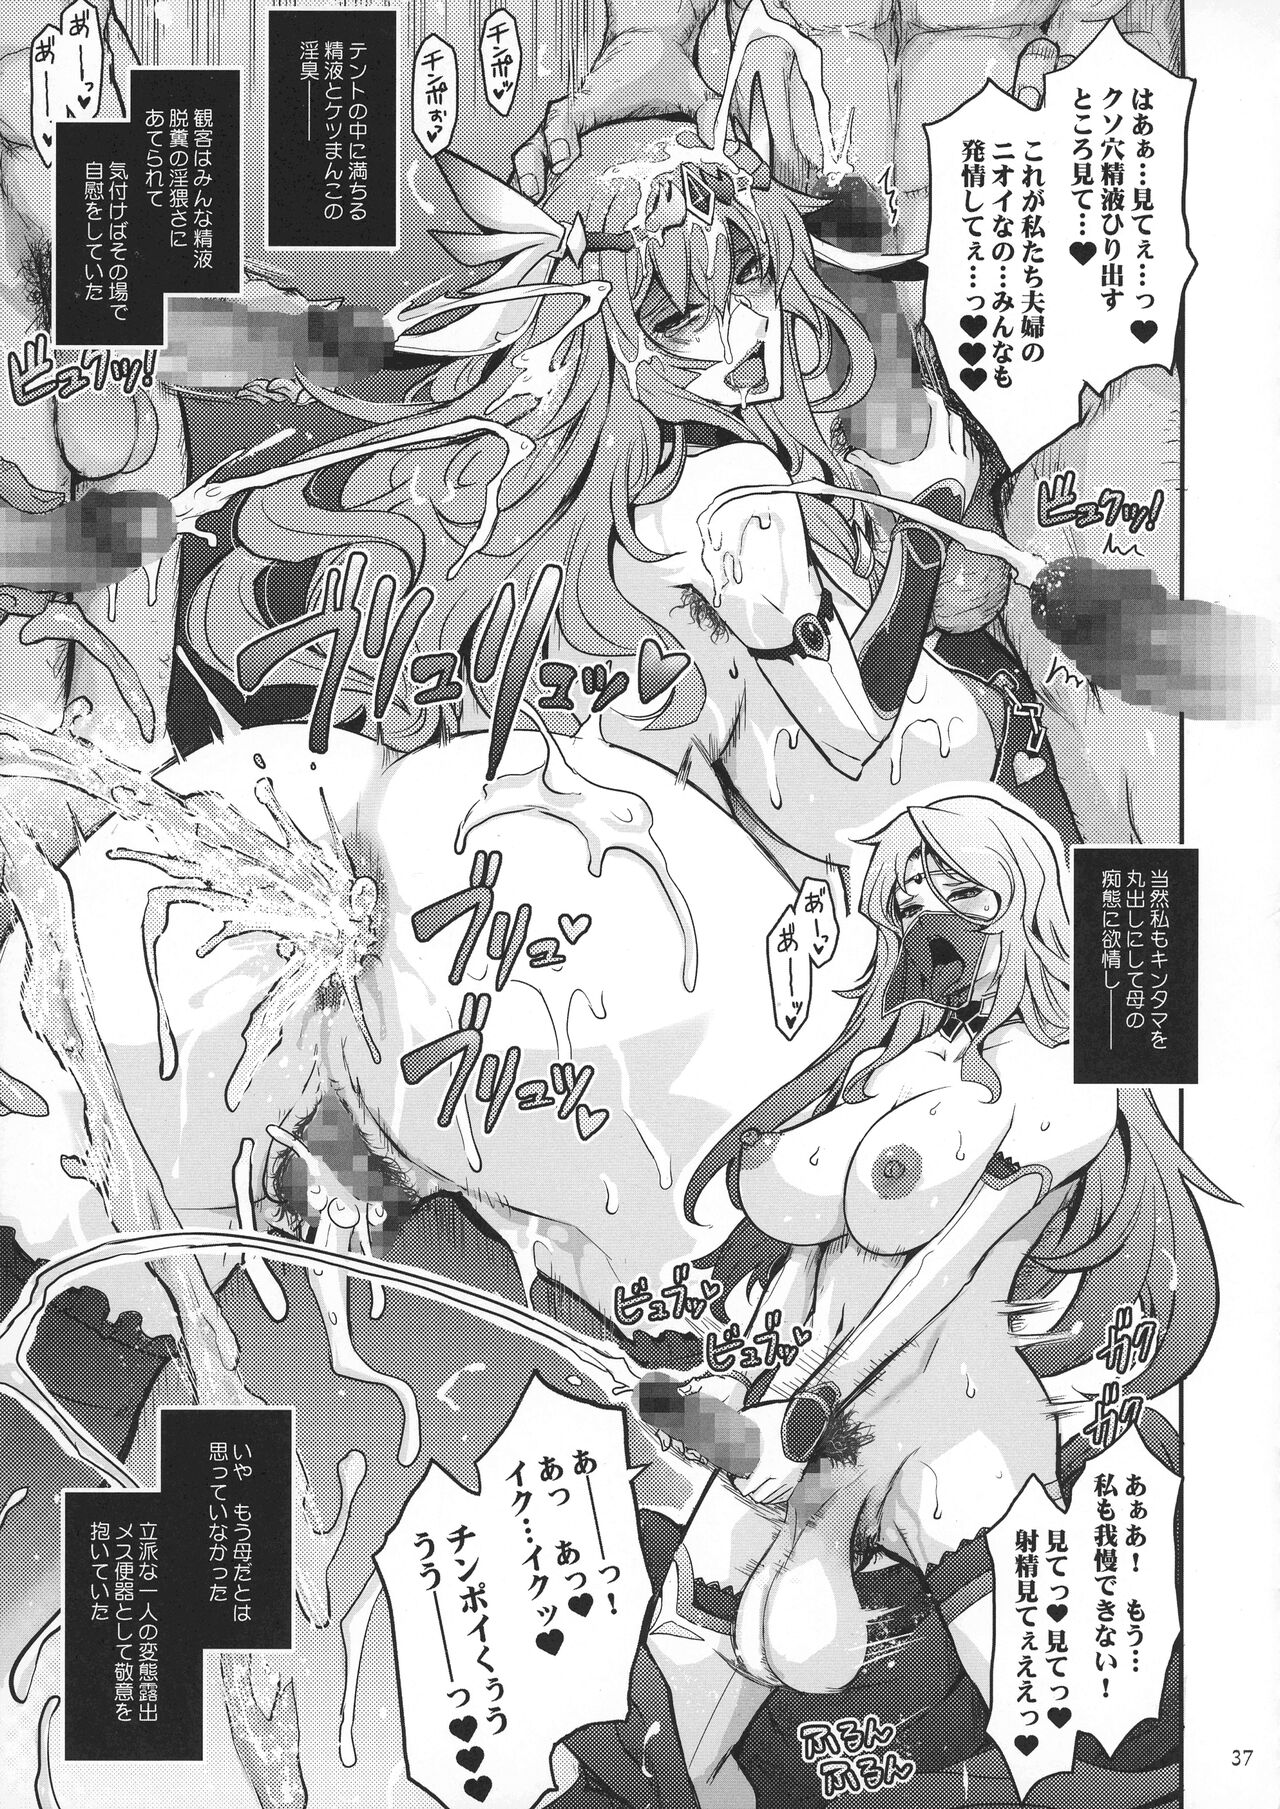 はあぁ…見てぇ…っ
クソ穴精液ひり出す
ところ見て…♥
これが私たち夫婦の
ニオイなの…みんなも
発情してぇ…っ♥♥♥
チンポッ♥
チンポぉっ♥
テントの中に満ちる
精液とケツまんこの
淫臭――
あ゛ーっ♥
あ゛ーー♥
観客はみんな精液
脱糞の淫猥さに
あてられて
気付けばその場で
自慰をしていた
ビュクッ!
ビュクッ!
ブリュリュッ♥
ブリュ♥
ブリュッ♥
当然私もキンタマを
丸出しにして母の
痴態に欲情し――
あ゛ーっ♥
あ゛ーーッ♥
ビュブッ♥
ビュブッ♥
ガク
ガク
あぁあ! もう…
私も我慢できない!
見てっ♥見てっ♥
射精見てぇええっ♥
あ――っ!
あっ あっ♥
イク…イクッ♥
チンポイくうう
うう――っ♥♥♥
ふるん
ふるん
いや もう母だとは
思っていなかった
立派な一人の変態露出
メス便器として敬意を
抱いていた
37